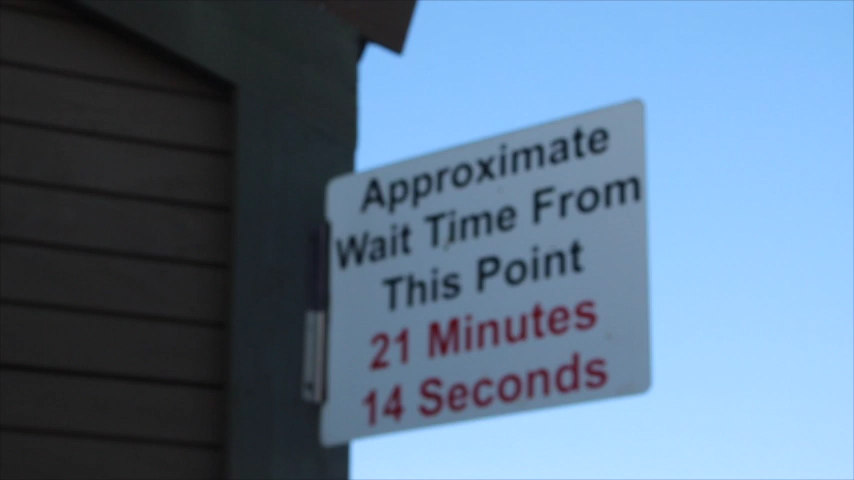 Approximate
Wait Time From
This Point
21 Minutes
14 Seconds